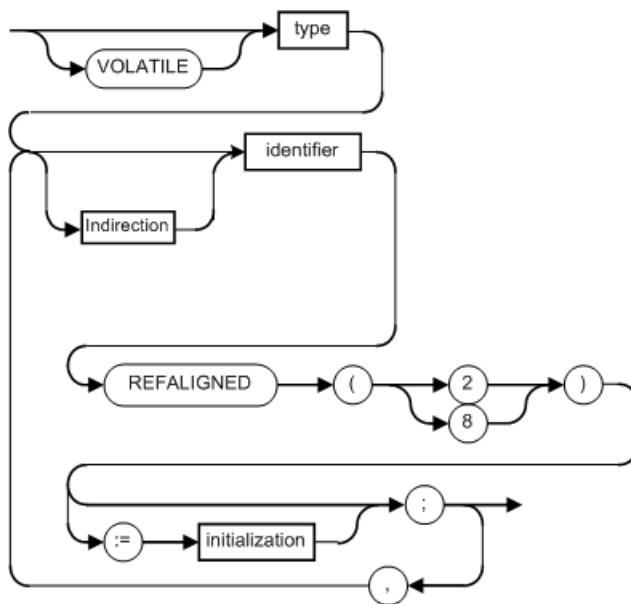 type
VOLATILE
identifier
Indirection
REFALIGNED ( 2 )
8
:= initialization ;
,